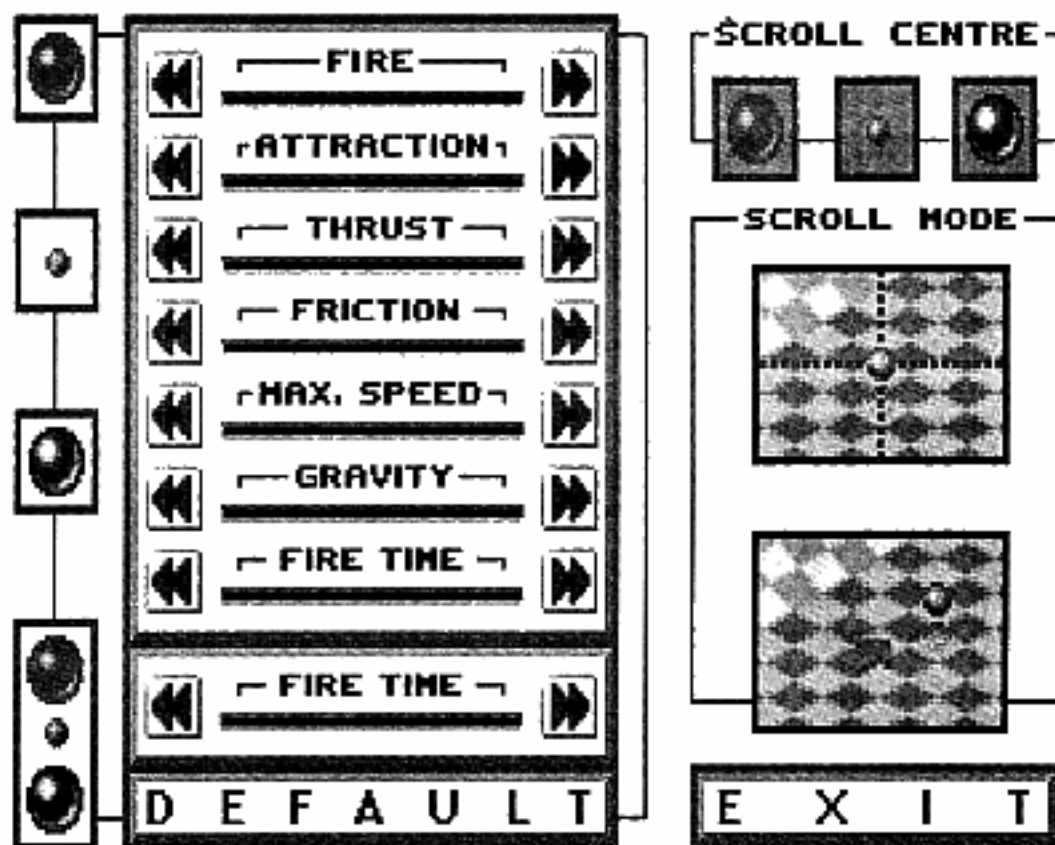 FIRE
ATTRACTION
THRUST
FRICTION
MAX. SPEED
GRAVITY
FIRE TIME
FIRE TIME
DEFAULT
SCROLL CENTRE
SCROLL MODE
EXIT